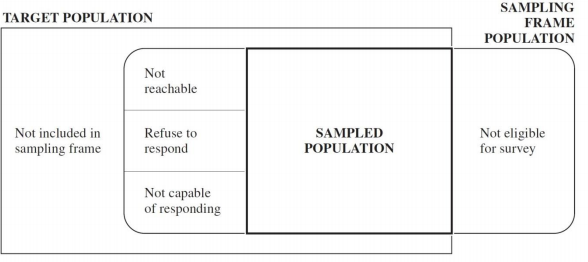 TARGET POPULATION
SAMPLING
FRAME
POPULATION
Not
reachable
Not included in
sampling frame
Refuse to
respond
SAMPLED
POPULATION
Not eligible
for survey
Not capable
of responding